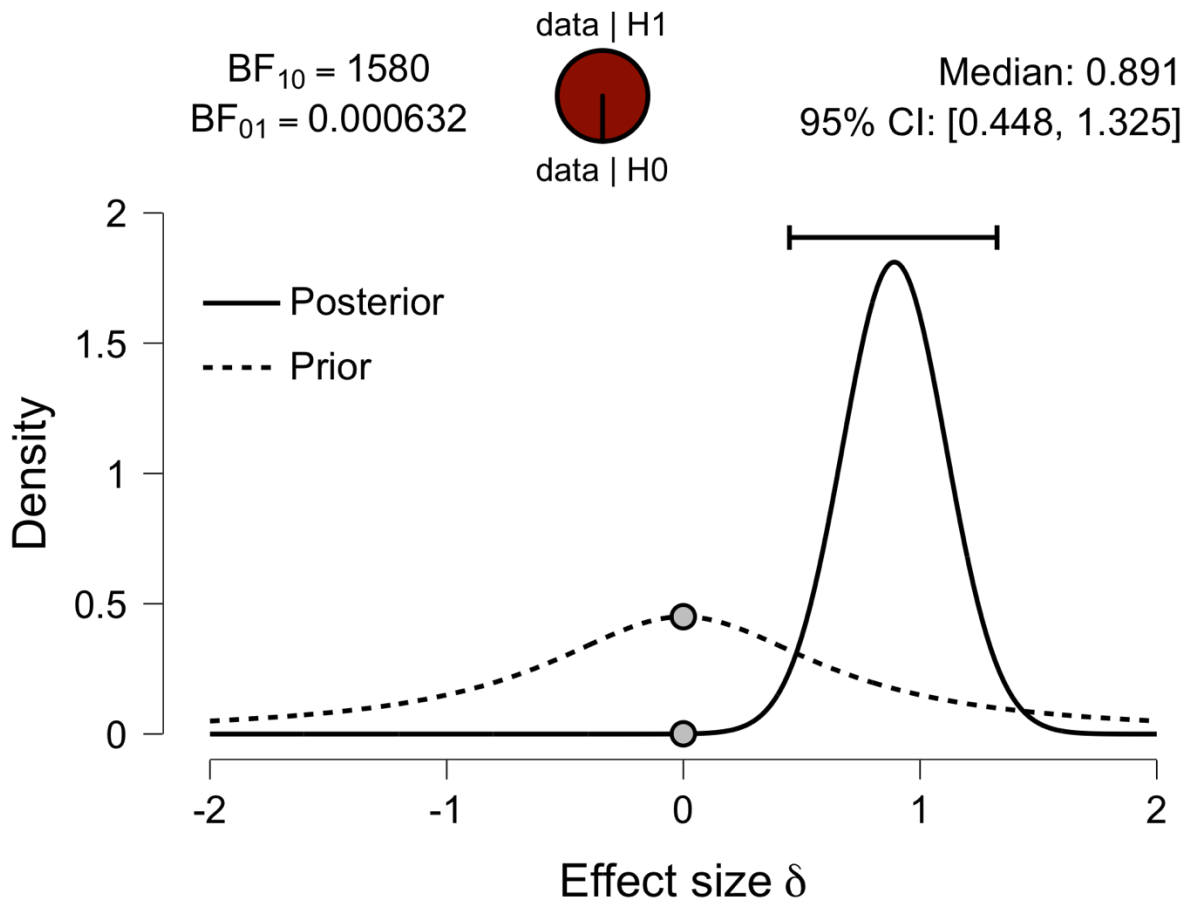 data | H1
BF₁₀ = 1580
BF₀₁ = 0.000632
Median: 0.891
95% CI: [0.448, 1.325]
data | H0
Posterior
Prior
Density
2
1.5
1
0.5
0
-2
-1
0
1
2
Effect size δ